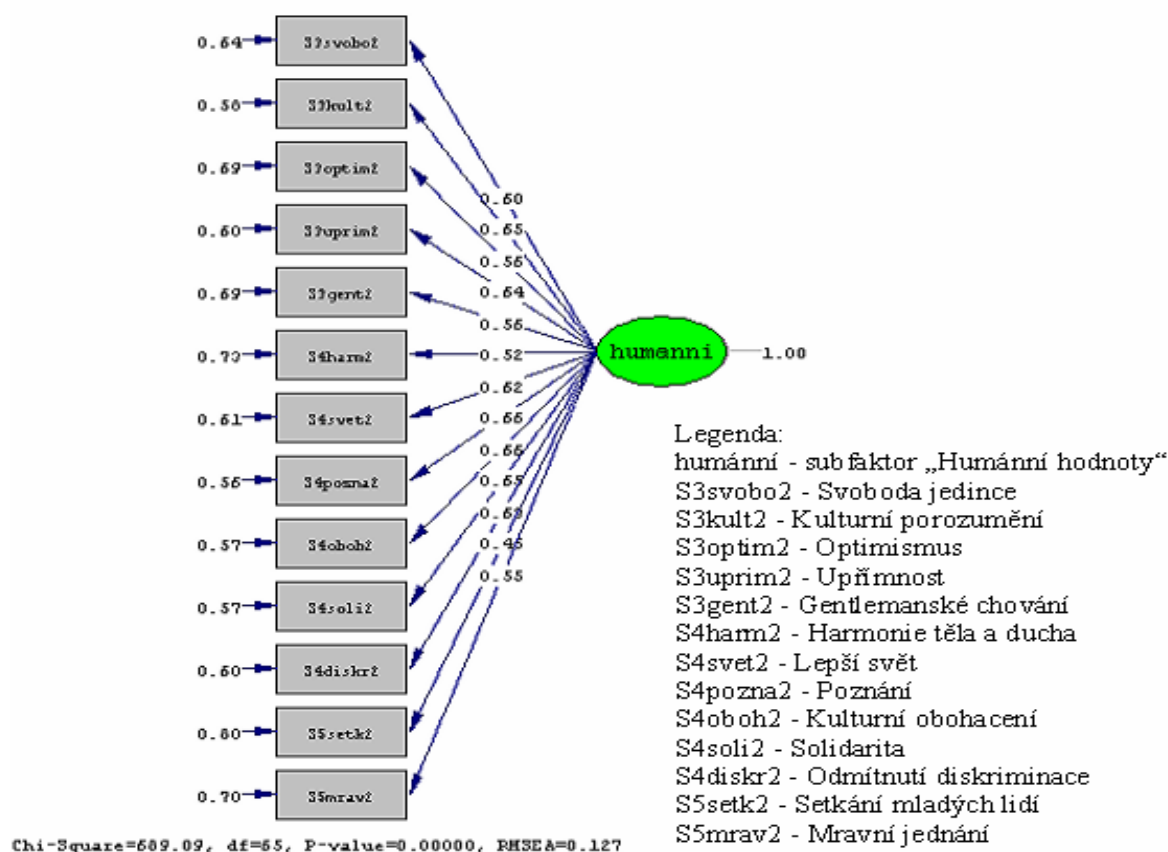 0.64 S3svobo2
0.58 S3kult2
0.69 S3optim2
0.60 S3uprim2
0.69 S3gent2
0.73 S4harm2
0.61 S4svet2
0.56 S4pozna2
0.57 S4oboh2
0.57 S4soli2
0.60 S4diskr2
0.80 S5setk2
0.70 S5mrav2
0.60
0.65
0.56
0.64
0.56
0.52
0.62
0.66
0.66
0.65
0.63
0.45
0.55
humanni
1.00
Legenda:
humánní - subfaktor „Humánní hodnoty“
S3svobo2 - Svoboda jedince
S3kult2 - Kulturní porozumění
S3optim2 - Optimismus
S3uprim2 - Upřímnost
S3gent2 - Gentlemanské chování
S4harm2 - Harmonie těla a ducha
S4svet2 - Lepší svět
S4pozna2 - Poznání
S4oboh2 - Kulturní obohacení
S4soli2 - Solidarita
S4diskr2 - Odmítnutí diskriminace
S5setk2 - Setkání mladých lidí
S5mrav2 - Mravní jednání
Chi-Square=689.09, df=65, P-value=0.00000, RMSEA=0.127